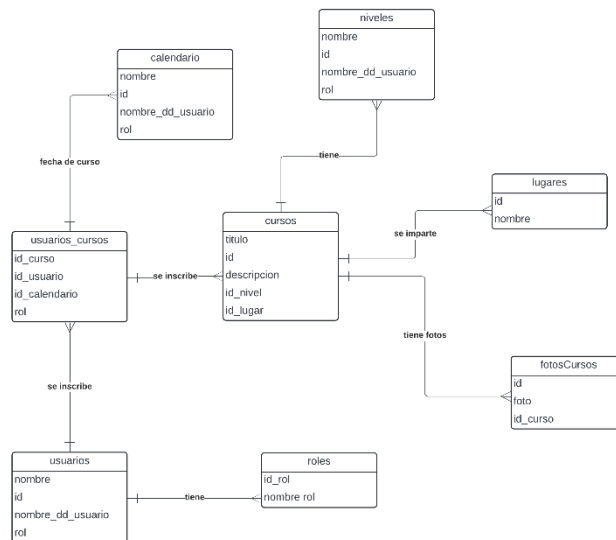 niveles
nombre
id
nombre_dd_usuario
rol
calendario
nombre
id
nombre_dd_usuario
rol
fecha de curso
tiene
lugares
id
nombre
se imparte
usuarios_cursos
id_curso
id_usuario
id_calendario
rol
se inscribe
cursos
titulo
id
descripcion
id_nivel
id_lugar
tiene fotos
fotosCursos
id
foto
id_curso
se inscribe
usuarios
nombre
id
nombre_dd_usuario
rol
tiene
roles
id_rol
nombre rol